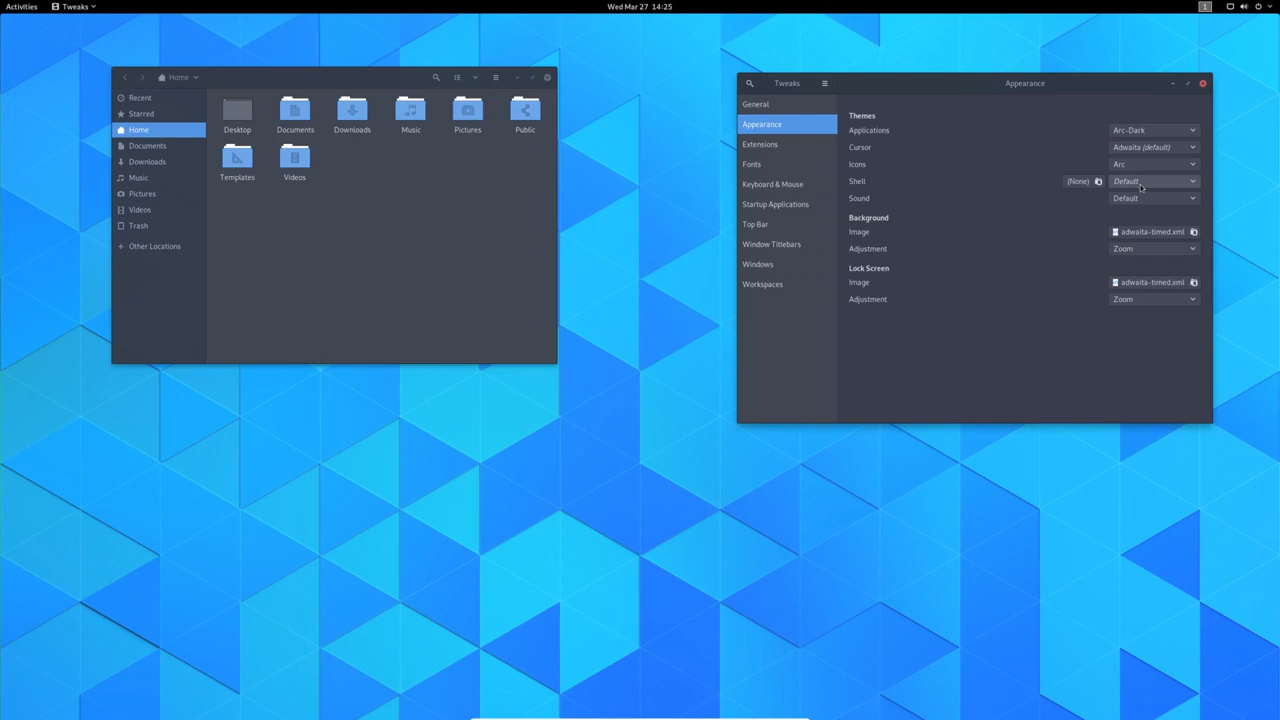 Activities Tweaks Wed Mar 27 14:25 1
Home
Recent
Starred
Home
Documents
Downloads
Music
Pictures
Videos
Trash
Other Locations
Desktop Documents Downloads Music Pictures Public
Templates Videos
Tweaks Appearance
General
Appearance
Extensions
Fonts
Keyboard & Mouse
Startup Applications
Top Bar
Window Titlebars
Windows
Workspaces
Themes
Applications Arc-Dark
Cursor Adwaita (default)
Icons Arc
Shell (None) Default
Sound Default
Background
Image adwaita-timed.xml
Adjustment Zoom
Lock Screen
Image adwaita-timed.xml
Adjustment Zoom